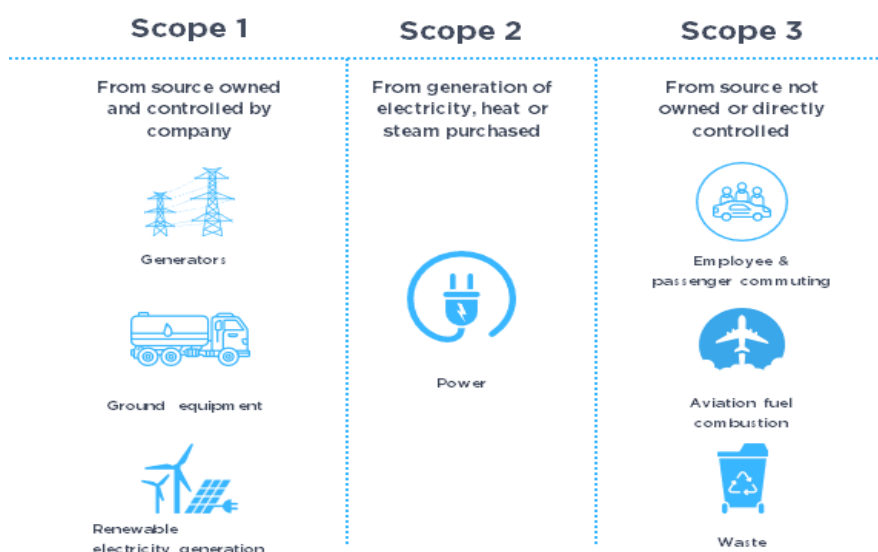 Scope 1
Scope 2
Scope 3
From source owned
and controlled by
company
From generation of
electricity, heat or
steam purchased
From source not
owned or directly
controlled
Generators
Ground equipment
Renewable
electricity generation
Power
Employee &
passenger commuting
Aviation fuel
combustion
Waste